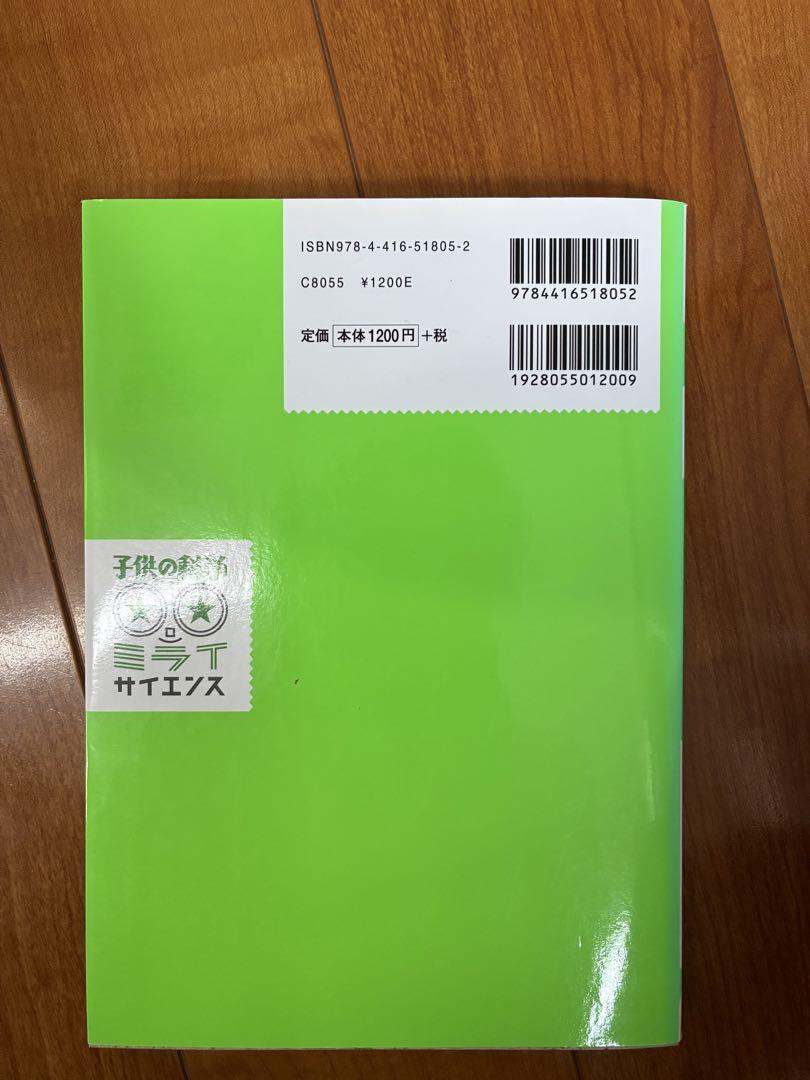 ISBN978-4-416-51805-2
C8055 ¥1200E
定価 本体1200円 +税
9784416518052
1928055012009
子供の科学
ミライ
サイエンス